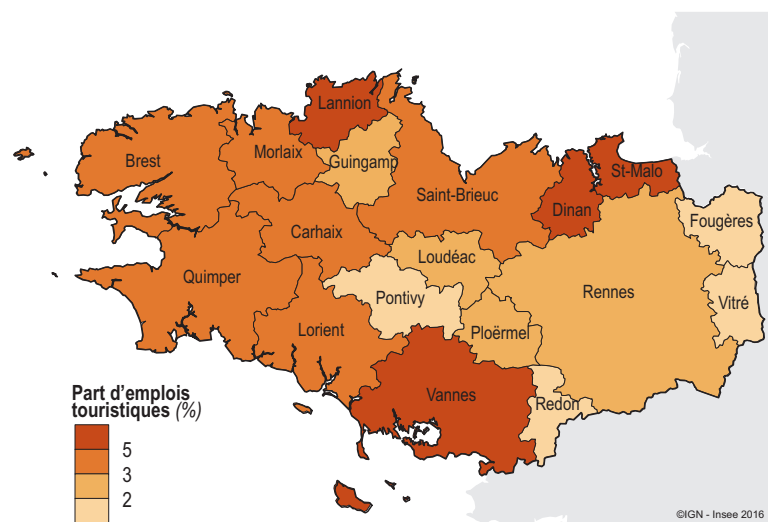 Lannion
Morlaix
Brest
Guingamp
St-Malo
Saint-Brieuc
Dinan
Fougères
Carhaix
Loudéac
Quimper
Pontivy
Rennes
Vitré
Lorient
Ploërmel
Vannes
Redon
Part d'emplois
touristiques (%)
5
3
2
©IGN - Insee 2016